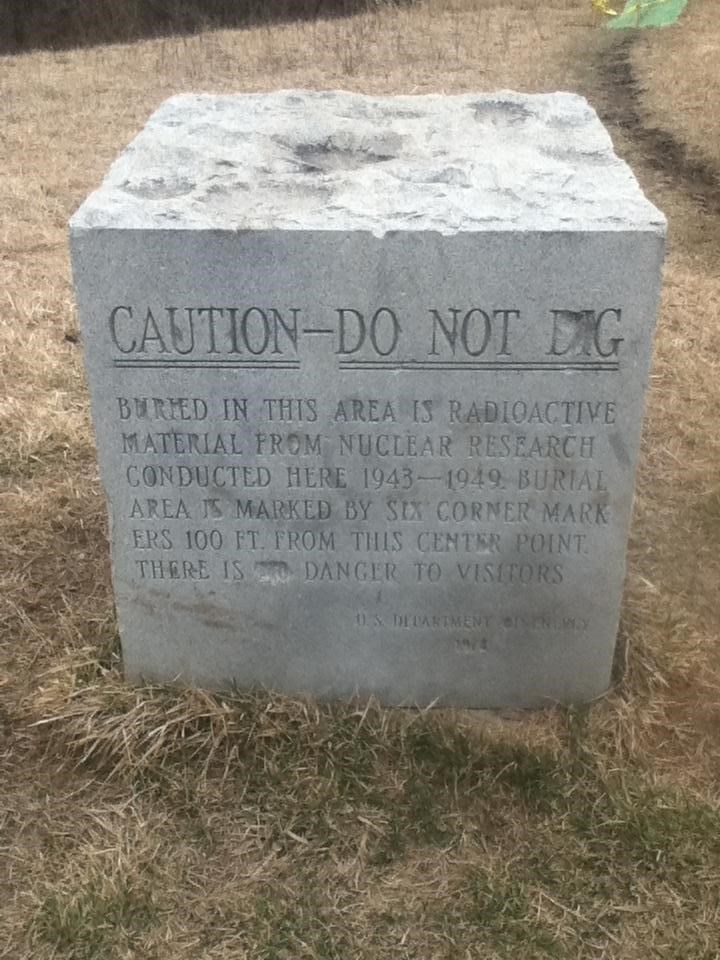 CAUTION—DO NOT DIG
BURIED IN THIS AREA IS RADIOACTIVE
MATERIAL FROM NUCLEAR RESEARCH
CONDUCTED HERE 1943—1949. BURIAL
AREA IS MARKED BY SIX CORNER MARK
ERS 100 FT. FROM THIS CENTER POINT.
THERE IS DANGER TO VISITORS
U.S. DEPARTMENT OF ENERGY